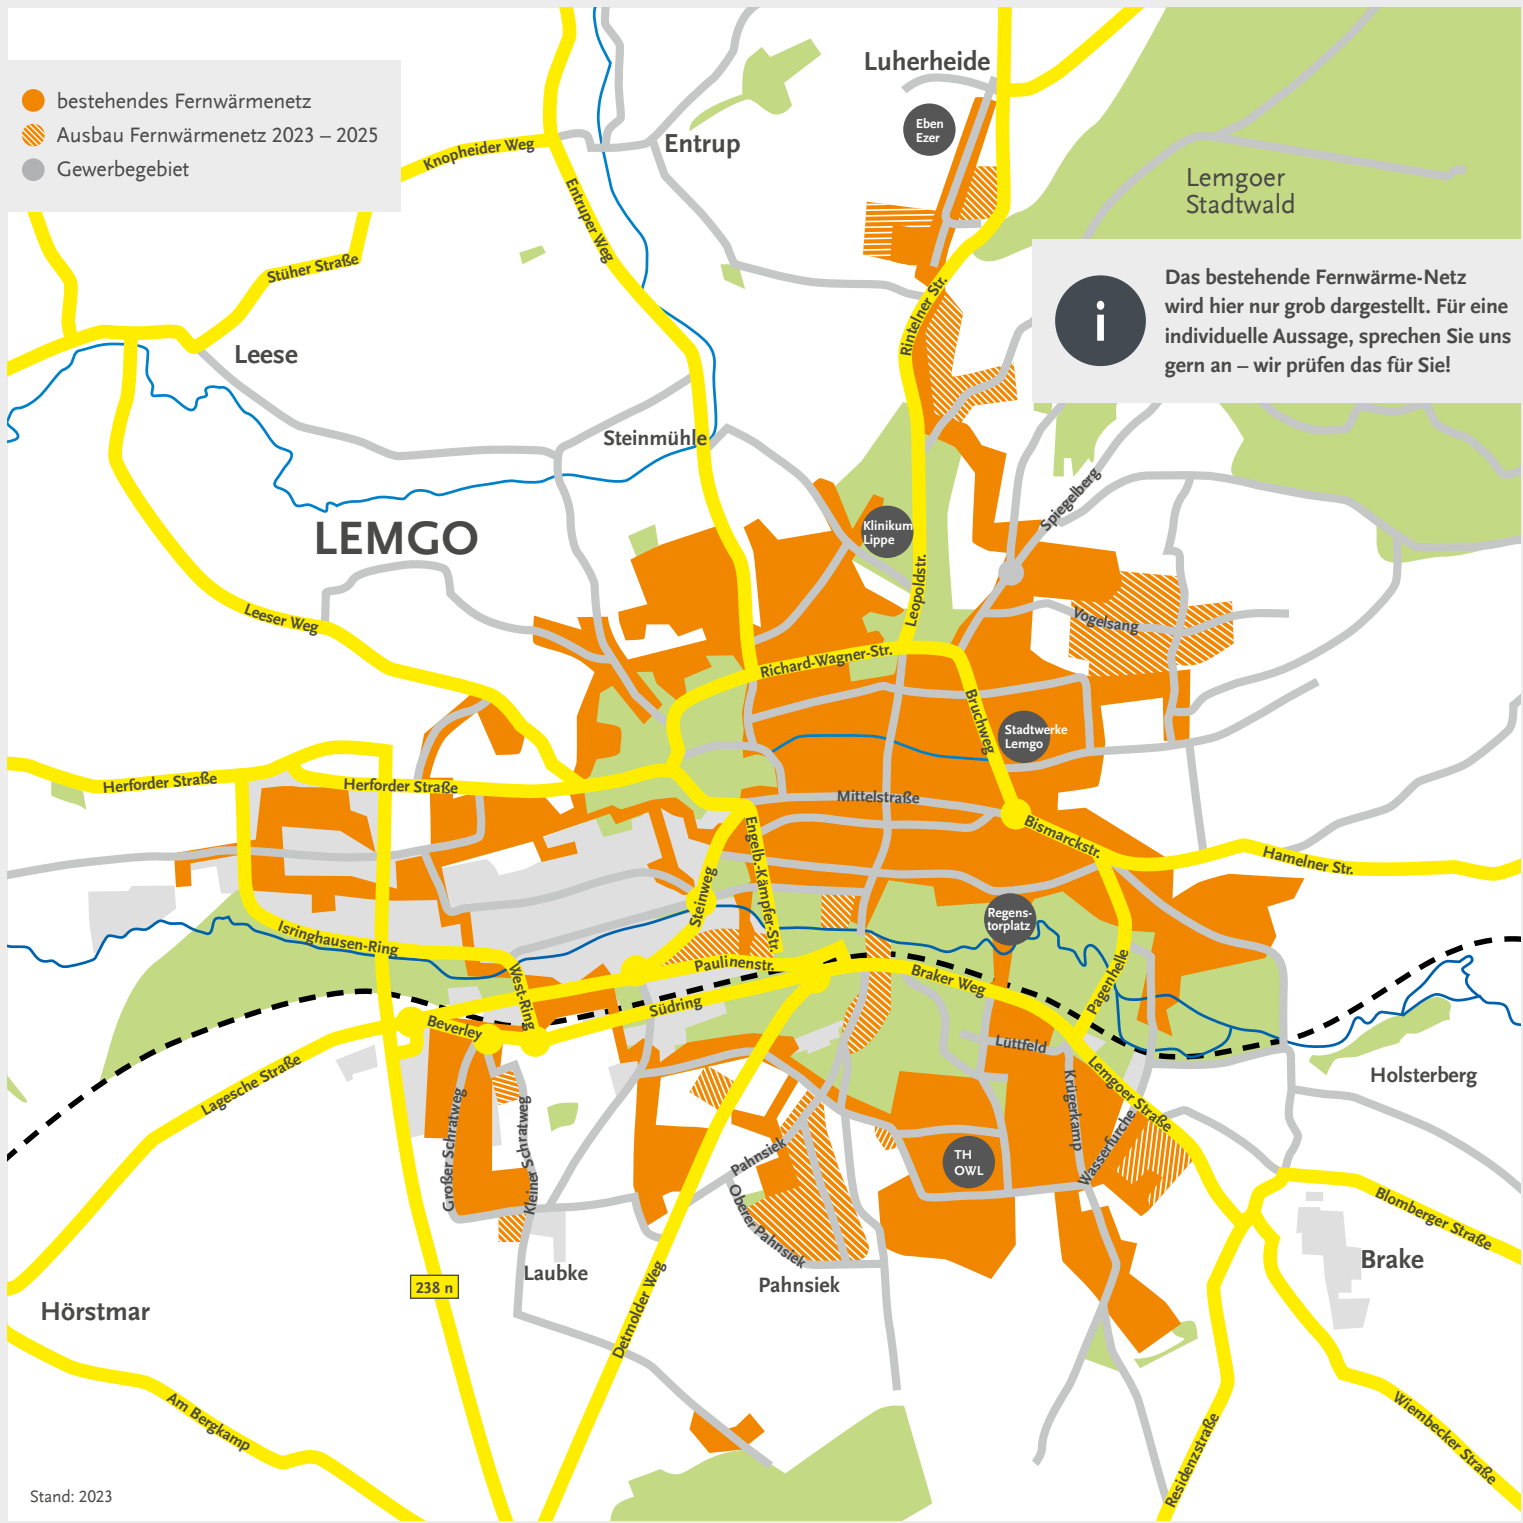 bestehendes Fernwärmenetz
Ausbau Fernwärmenetz 2023 – 2025
Gewerbegebiet
Luherheide
Eben
Ezer
Entrup
Knopheider Weg
Entruper Weg
Lemgoer
Stadtwald
Stüher Straße
Das bestehende Fernwärme-Netz
wird hier nur grob dargestellt. Für eine
individuelle Aussage, sprechen Sie uns
gern an – wir prüfen das für Sie!
i
Rintelner Str.
Leese
Steinmühle
Spiegelberg
LEMGO
Klinikum
Lippe
Leopoldstr.
Leeser Weg
Vogelsang
Richard-Wagner-Str.
Bruchweg
Stadtwerke
Lemgo
Herforder Straße
Herforder Straße
Mittelstraße
Bismarckstr.
Hamelner Str.
Engelb.-Kämpfer-Str.
Steinweg
Regens-
torplatz
Isringhausen-Ring
West-Ring
Paulinenstr.
Braker Weg
Pagenhelle
Südring
Beverley
Lüttfeld
Lagesche Straße
Lemgoer Straße
Holsterberg
Großer Schratweg
Kleiner Schratweg
Krügerkamp
Wasserfurche
Pahnsiek
TH
OWL
Oberer Pahnsiek
Blomberger Straße
Brake
Laubke
Pahnsiek
238 n
Detmolder Weg
Hörstmar
Am Bergkamp
Wiembecker Straße
Residenzstraße
Stand: 2023